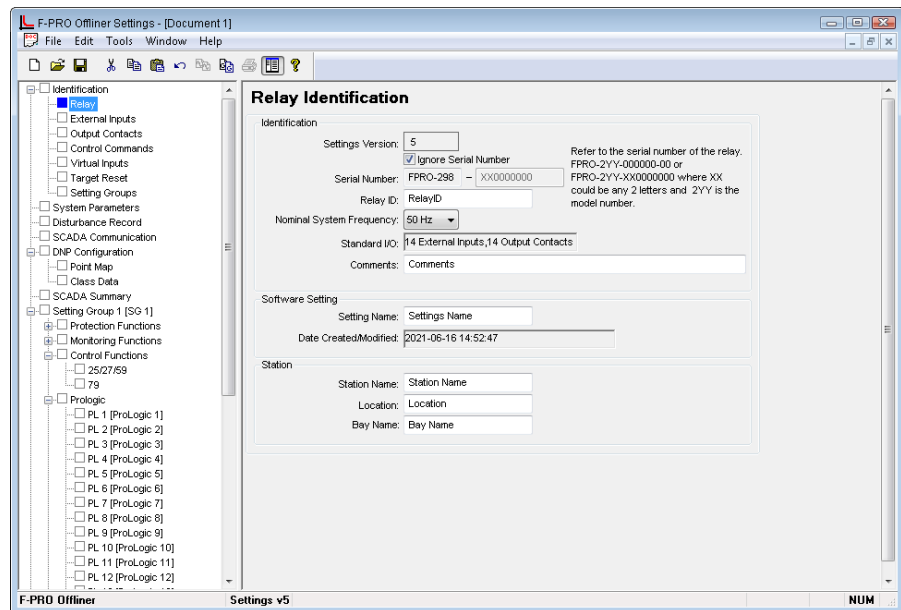 F-PRO Offliner Settings - [Document 1]
File Edit Tools Window Help
Identification
Relay
External Inputs
Output Contacts
Control Commands
Virtual Inputs
Target Reset
Setting Groups
System Parameters
Disturbance Record
SCADA Communication
DNP Configuration
Point Map
Class Data
SCADA Summary
Setting Group 1 [SG 1]
Protection Functions
Monitoring Functions
Control Functions
25/27/59
79
Prologic
PL 1 [ProLogic 1]
PL 2 [ProLogic 2]
PL 3 [ProLogic 3]
PL 4 [ProLogic 4]
PL 5 [ProLogic 5]
PL 6 [ProLogic 6]
PL 7 [ProLogic 7]
PL 8 [ProLogic 8]
PL 9 [ProLogic 9]
PL 10 [ProLogic 10]
PL 11 [ProLogic 11]
PL 12 [ProLogic 12]
Relay Identification
Identification
Settings Version: 5
Ignore Serial Number
Serial Number: FPRO-298 - XX0000000
Refer to the serial number of the relay.
FPRO-2YY-000000-00 or
FPRO-2YY-XX0000000 where XX
could be any 2 letters and 2YY is the
model number.
Relay ID: RelayID
Nominal System Frequency: 50 Hz
Standard I/O: 14 External Inputs,14 Output Contacts
Comments: Comments
Software Setting
Setting Name: Settings Name
Date Created/Modified: 2021-06-16 14:52:47
Station
Station Name: Station Name
Location: Location
Bay Name: Bay Name
F-PRO Offliner Settings v5 NUM